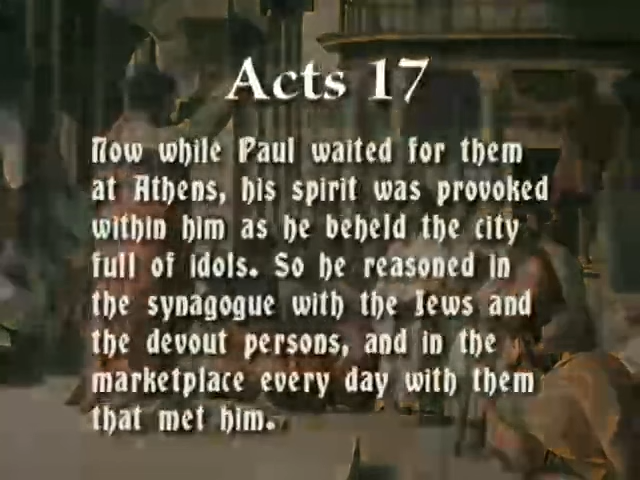 Acts 17
Now while Paul waited for them
at Athens, his spirit was provoked
within him as he beheld the city
full of idols. So he reasoned in
the synagogue with the Jews and
the devout persons, and in the
marketplace every day with them
that met him.